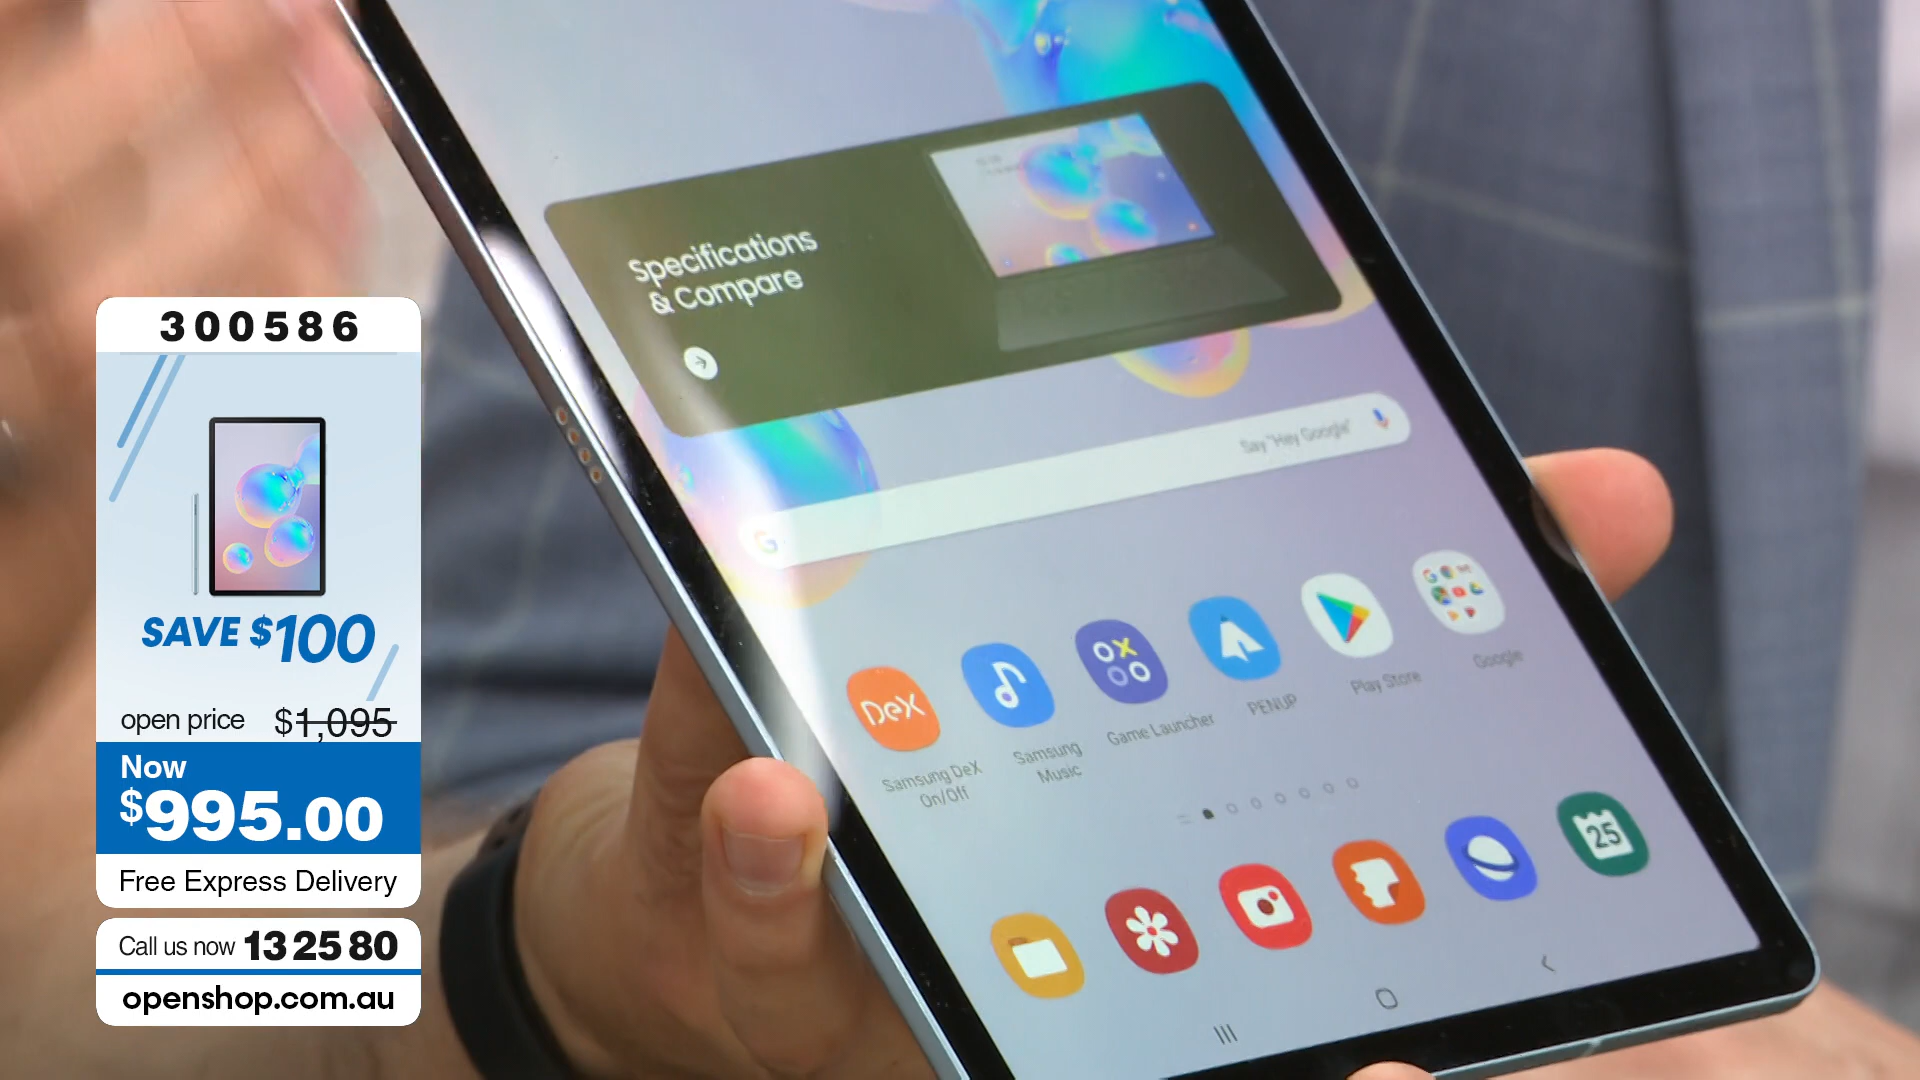 300586
SAVE $100
open price $1,095
Now
$995.00
Free Express Delivery
Call us now 13 25 80
openshop.com.au
Specifications
& Compare
Say "Hey Google"
DeX
Samsung DeX
On/Off
Samsung
Music
Game Launcher
PENUP
Play Store
Google
25